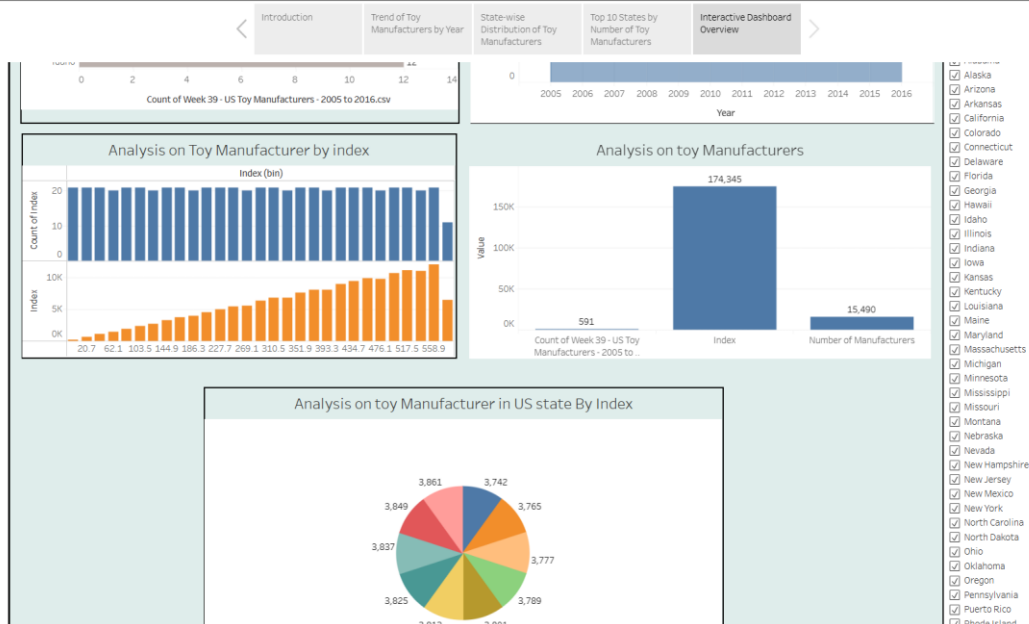 Introduction
Trend of Toy
Manufacturers by Year
State-wise
Distribution of Toy
Manufacturers
Top 10 States by
Number of Toy
Manufacturers
Interactive Dashboard
Overview
Idaho
12
0 2 4 6 8 10 12 14
Count of Week 39 - US Toy Manufacturers - 2005 to 2016.csv
0
2005 2006 2007 2008 2009 2010 2011 2012 2013 2014 2015 2016
Year
Analysis on Toy Manufacturer by index
Index (bin)
Count of Index
20
10
0
Index
10K
5K
0K
20.7 62.1 103.5 144.9 186.3 227.7 269.1 310.5 351.9 393.3 434.7 476.1 517.5 558.9
Analysis on toy Manufacturers
Value
150K
100K
50K
0K
591
174,345
15,490
Count of Week 39 - US Toy
Manufacturers - 2005 to ..
Index
Number of Manufacturers
Analysis on toy Manufacturer in US state By Index
3,861
3,742
3,849
3,765
3,837
3,777
3,825
3,789
Alabama
Alaska
Arizona
Arkansas
California
Colorado
Connecticut
Delaware
Florida
Georgia
Hawaii
Idaho
Illinois
Indiana
Iowa
Kansas
Kentucky
Louisiana
Maine
Maryland
Massachusetts
Michigan
Minnesota
Mississippi
Missouri
Montana
Nebraska
Nevada
New Hampshire
New Jersey
New Mexico
New York
North Carolina
North Dakota
Ohio
Oklahoma
Oregon
Pennsylvania
Puerto Rico
Rhode Island